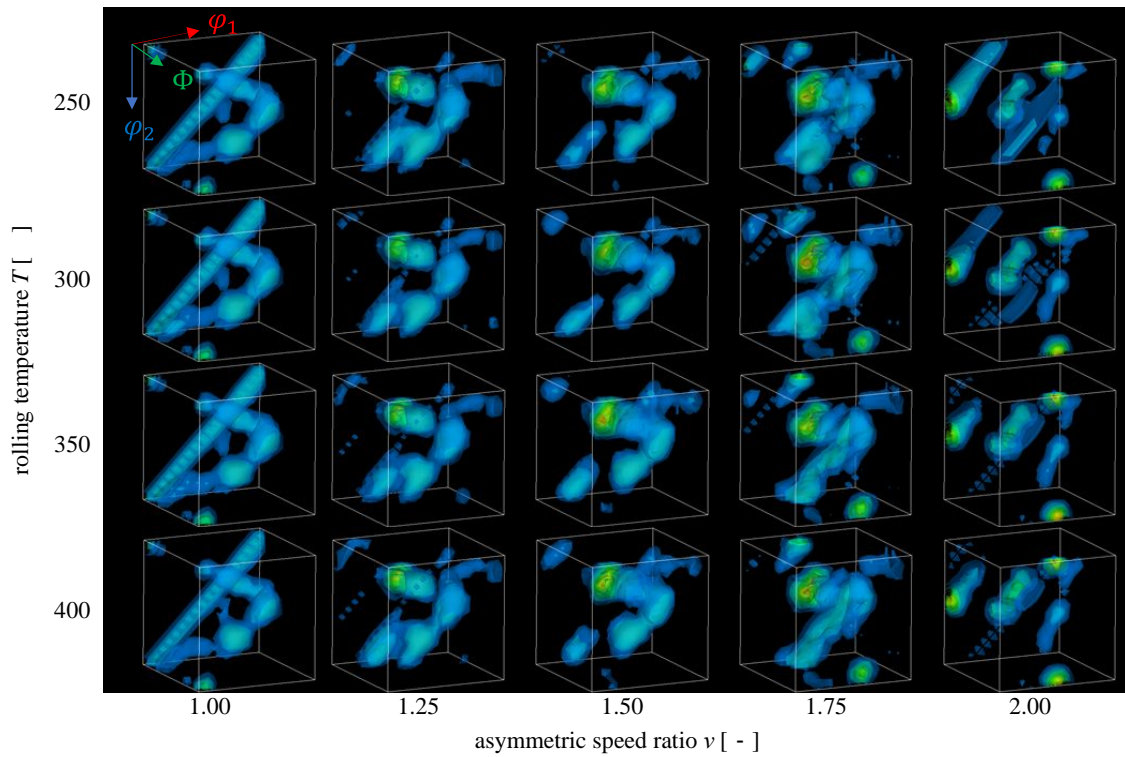 φ₁
Φ
φ₂
250
300
350
400
rolling temperature T [ ]
1.00 1.25 1.50 1.75 2.00
asymmetric speed ratio ν [ - ]